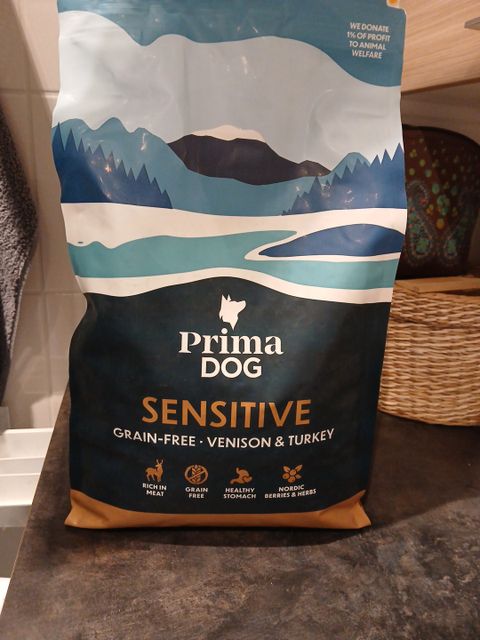 WE DONATE
1% OF PROFIT
TO ANIMAL
WELFARE
Prima
DOG
SENSITIVE
GRAIN-FREE · VENISON & TURKEY
RICH IN
MEAT
GRAIN
FREE
HEALTHY
STOMACH
NORDIC
BERRIES & HERBS